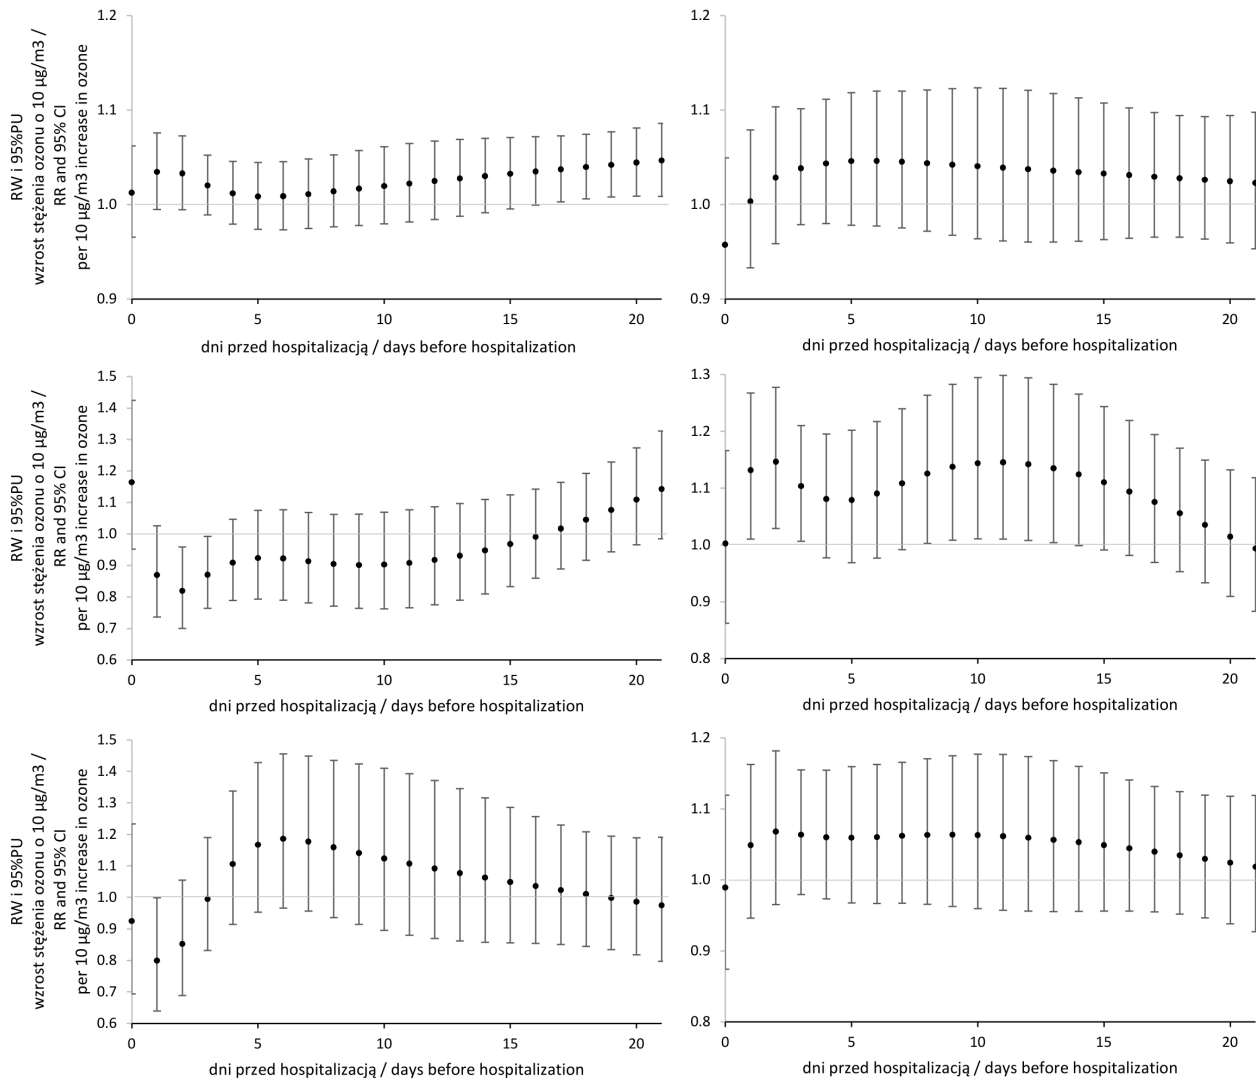 RW i 95%PU
wzrost stężenia ozonu o 10 µg/m3 /
RR and 95% CI
per 10 µg/m3 increase in ozone
1.2
1.1
1.0
0.9
0 5 10 15 20
dni przed hospitalizacją / days before hospitalization
1.2
1.1
1.0
0.9
0 5 10 15 20
dni przed hospitalizacją / days before hospitalization
RW i 95%PU
wzrost stężenia ozonu o 10 µg/m3 /
RR and 95% CI
per 10 µg/m3 increase in ozone
1.5
1.4
1.3
1.2
1.1
1.0
0.9
0.8
0.7
0.6
0 5 10 15 20
dni przed hospitalizacją / days before hospitalization
1.3
1.2
1.1
1.0
0.9
0.8
0 5 10 15 20
dni przed hospitalizacją / days before hospitalization
RW i 95%PU
wzrost stężenia ozonu o 10 µg/m3 /
RR and 95% CI
per 10 µg/m3 increase in ozone
1.5
1.4
1.3
1.2
1.1
1.0
0.9
0.8
0.7
0.6
0 5 10 15 20
dni przed hospitalizacją / days before hospitalization
1.2
1.1
1.0
0.9
0.8
0 5 10 15 20
dni przed hospitalizacją / days before hospitalization